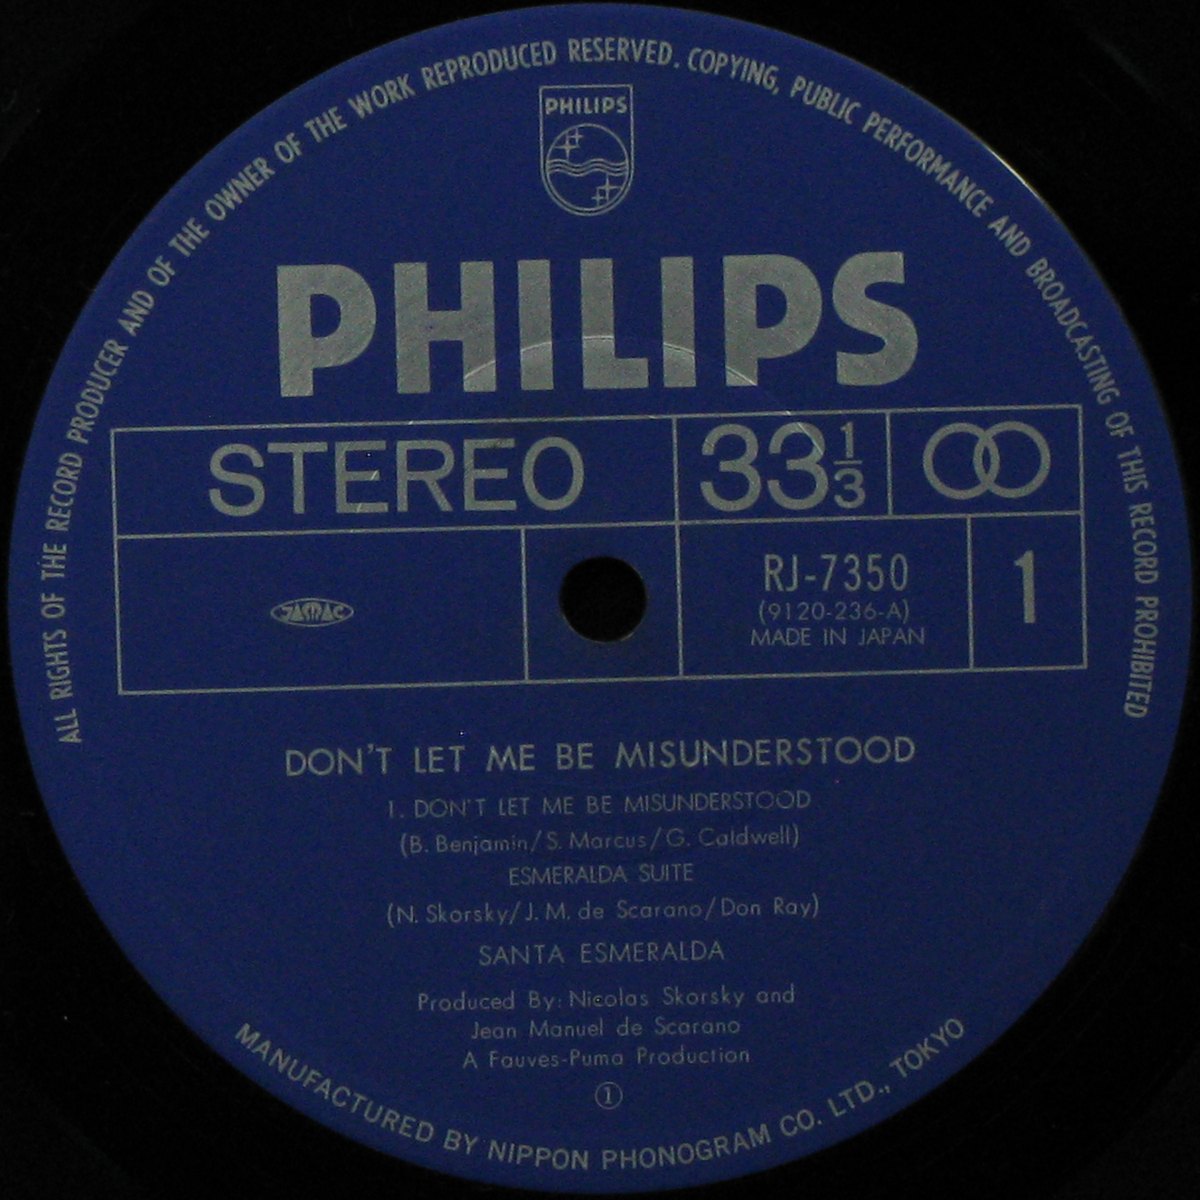 ALL RIGHTS OF THE RECORD PRODUCER AND OF THE OWNER OF THE WORK REPRODUCED RESERVED. COPYING, PUBLIC PERFORMANCE AND BROADCASTING OF THIS RECORD PROHIBITED
PHILIPS
PHILIPS
STEREO
33 1/3
JASRAC
RJ-7350
(9120-236-A)
MADE IN JAPAN
1
DON'T LET ME BE MISUNDERSTOOD
1. DON'T LET ME BE MISUNDERSTOOD
(B. Benjamin/S. Marcus/G. Caldwell)
ESMERALDA SUITE
(N. Skorsky/J. M. de Scarano/Don Ray)
SANTA ESMERALDA
Produced By: Nicolas Skorsky and
Jean Manuel de Scarano
A Fauves-Puma Production
①
MANUFACTURED BY NIPPON PHONOGRAM CO. LTD., TOKYO